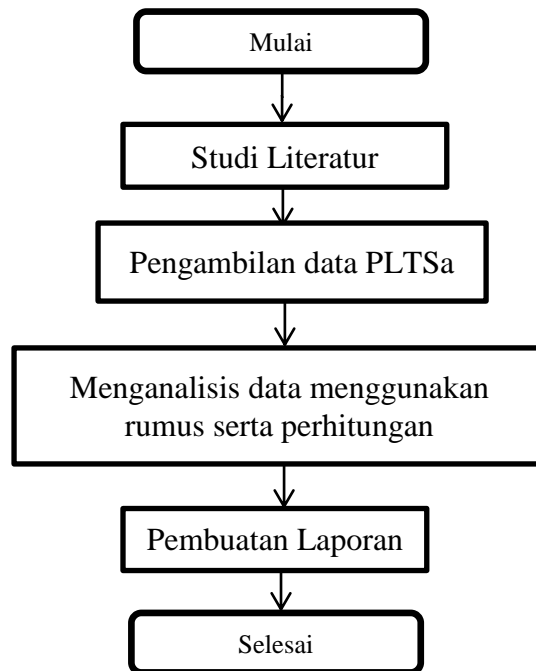 Mulai
Studi Literatur
Pengambilan data PLTSa
Menganalisis data menggunakan
rumus serta perhitungan
Pembuatan Laporan
Selesai